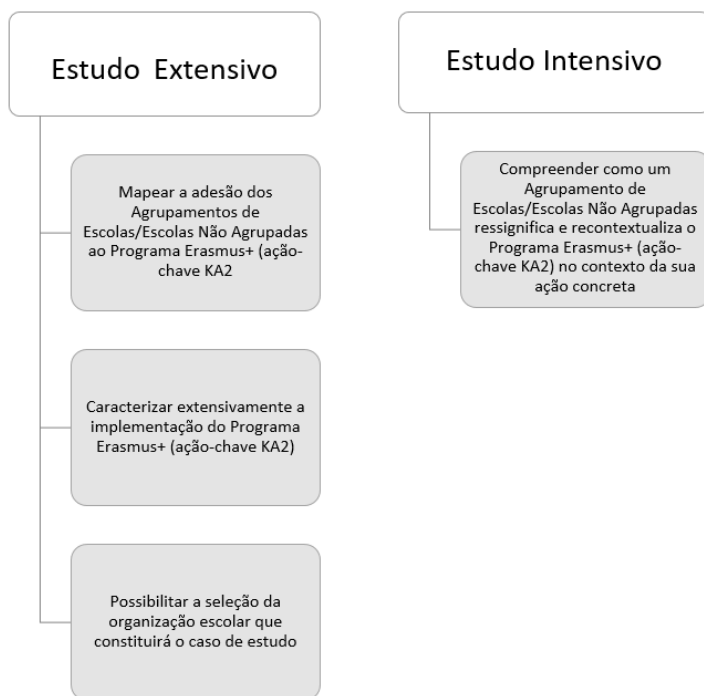 Estudo Extensivo
Mapear a adesão dos
Agrupamentos de
Escolas/Escolas Não Agrupadas
ao Programa Erasmus+ (ação-
chave KA2
Caracterizar extensivamente a
implementação do Programa
Erasmus+ (ação-chave KA2)
Possibilitar a seleção da
organização escolar que
constituirá o caso de estudo
Estudo Intensivo
Compreender como um
Agrupamento de
Escolas/Escolas Não Agrupadas
ressignifica e recontextualiza o
Programa Erasmus+ (ação-
chave KA2) no contexto da sua
ação concreta